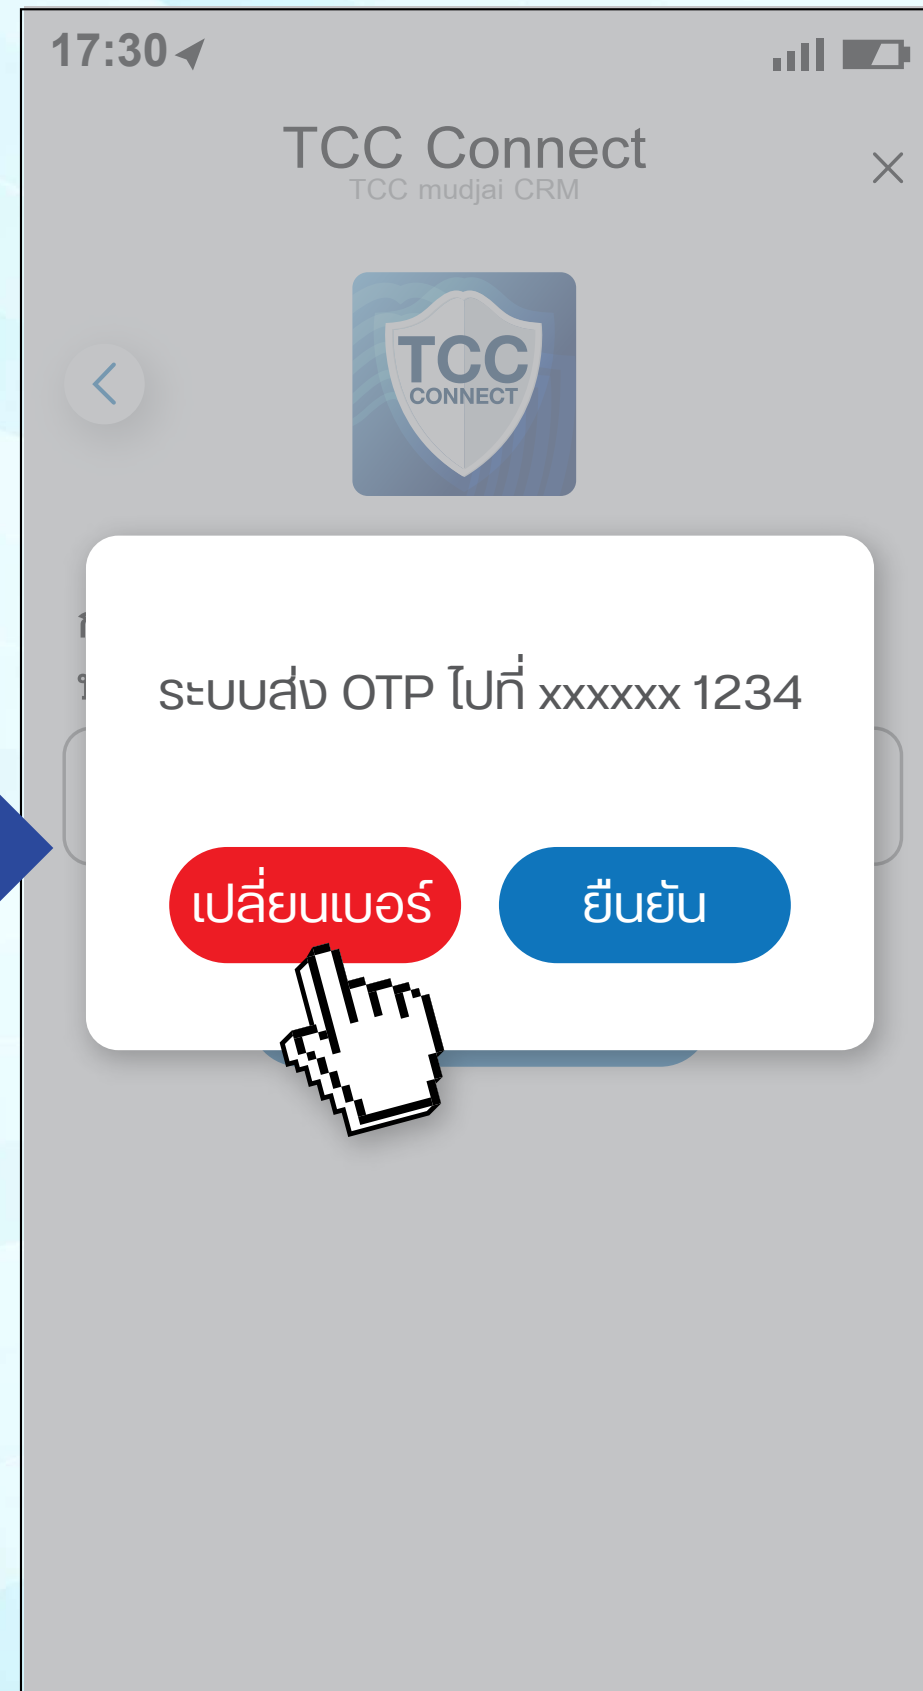 17:30
TCC Connect
TCC mudjai CRM
TCC
CONNECT
ระบบส่ง OTP ไปที่ xxxxxx 1234
เปลี่ยนเบอร์
ยืนยัน